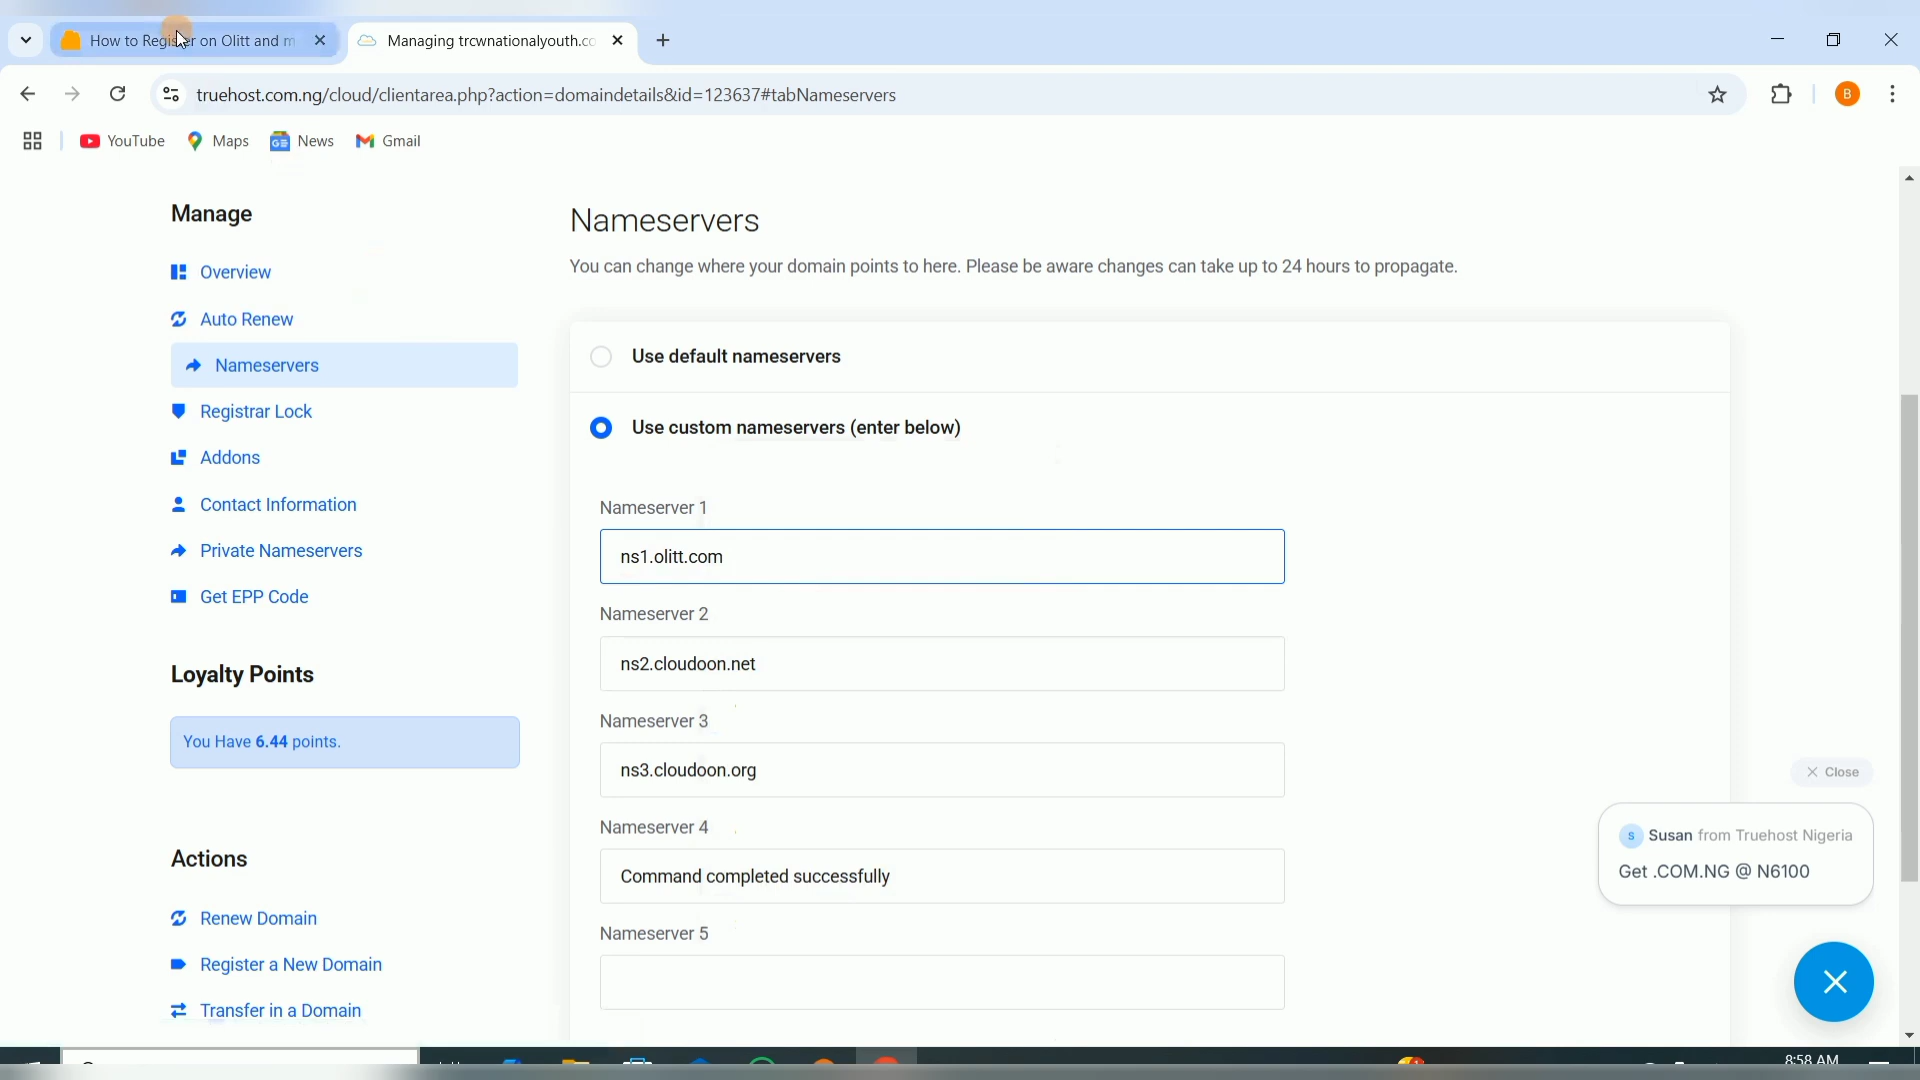 How to Register on Olitt and m
Managing trcwnationalyouth.co
truehost.com.ng/cloud/clientarea.php?action=domaindetails&id=123637#tabNameservers
B
YouTube
Maps
News
Gmail
Manage
Overview
Auto Renew
Nameservers
Registrar Lock
Addons
Contact Information
Private Nameservers
Get EPP Code
Loyalty Points
You Have 6.44 points.
Actions
Renew Domain
Register a New Domain
Transfer in a Domain
Nameservers
You can change where your domain points to here. Please be aware changes can take up to 24 hours to propagate.
Use default nameservers
Use custom nameservers (enter below)
Nameserver 1
ns1.olitt.com
Nameserver 2
ns2.cloudoon.net
Nameserver 3
ns3.cloudoon.org
Nameserver 4
Command completed successfully
Nameserver 5
Close
S Susan from Truehost Nigeria
Get .COM.NG @ N6100
8:58 AM